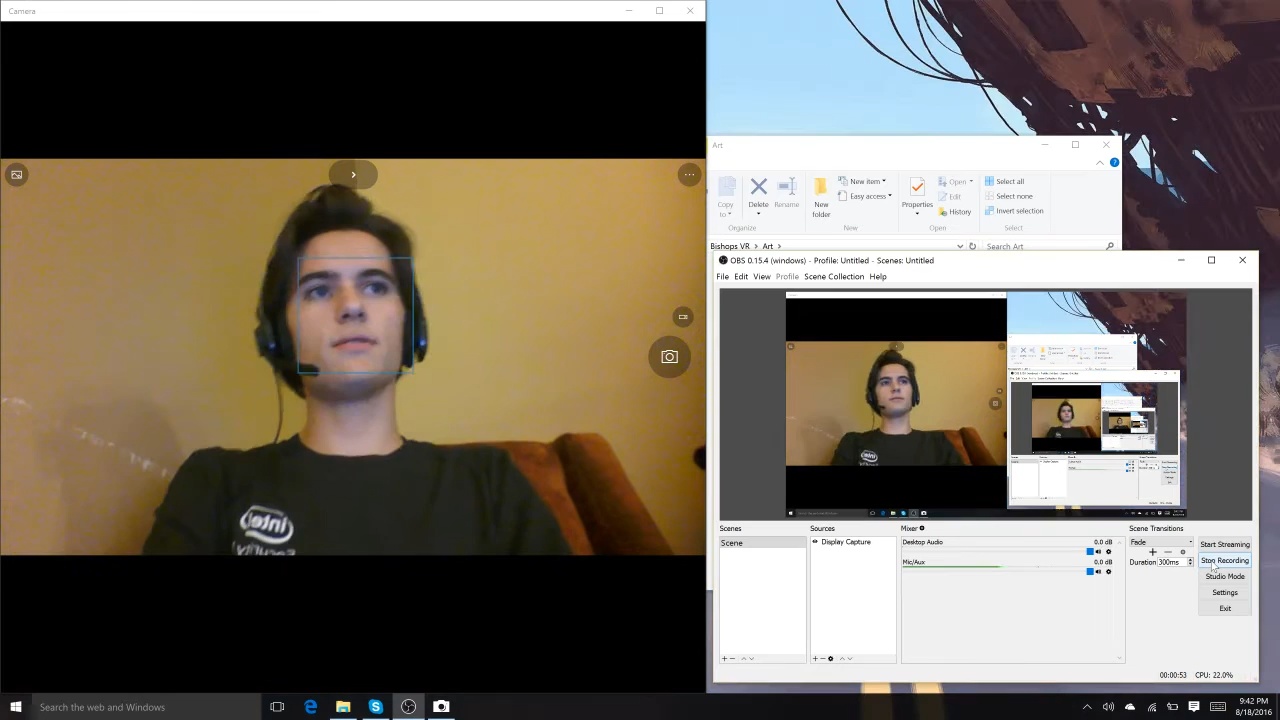 Camera
Art
Copy
to
Delete
Rename
New
folder
New item
Easy access
Properties
Open
Edit
History
Select all
Select none
Invert selection
Organize
New
Open
Select
Bishops VR
Art
Search Art
OBS 0.15.4 (windows) - Profile: Untitled - Scenes: Untitled
File
Edit
View
Profile
Scene Collection
Help
Scenes
Sources
Mixer
Scene Transitions
Scene
Display Capture
Desktop Audio
0.0 dB
Fade
Start Streaming
Mic/Aux
0.0 dB
Duration
300ms
Stop Recording
Studio Mode
Settings
Exit
00:00:53
CPU: 22.0%
intel
Search the web and Windows
9:42 PM
8/18/2016